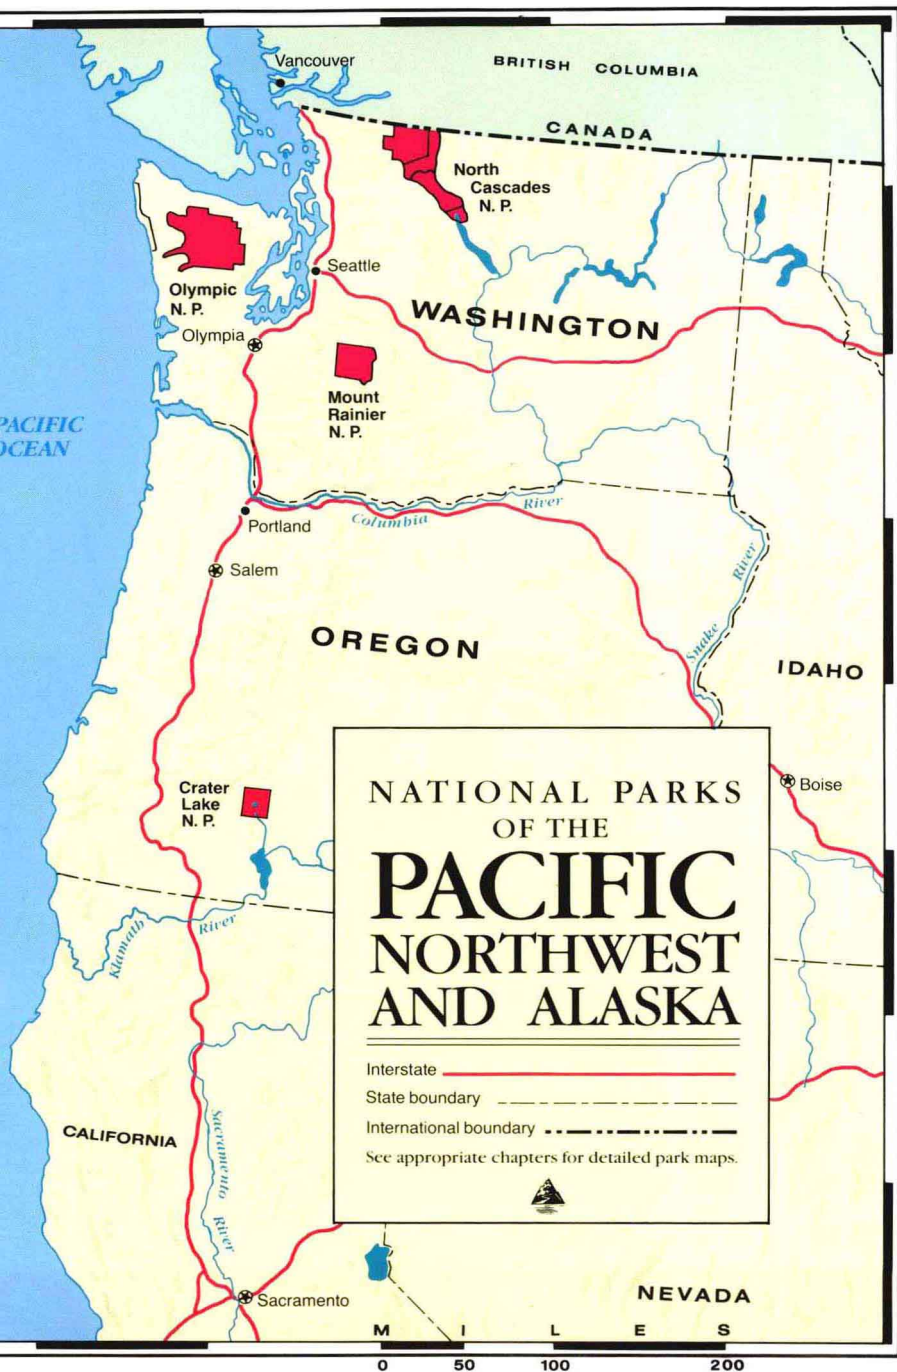 Vancouver
BRITISH COLUMBIA
CANADA
North
Cascades
N. P.
Seattle
Olympic
N. P.
WASHINGTON
Olympia
Mount
Rainier
N. P.
PACIFIC
OCEAN
River
Columbia
Portland
Salem
River
Snake
OREGON
IDAHO
Boise
Crater
Lake
N. P.
Klamath
River
NATIONAL PARKS
OF THE
PACIFIC
NORTHWEST
AND ALASKA
Interstate
State boundary
International boundary
See appropriate chapters for detailed park maps.
CALIFORNIA
Sacramento
River
Sacramento
NEVADA
MILES
0 50 100 200